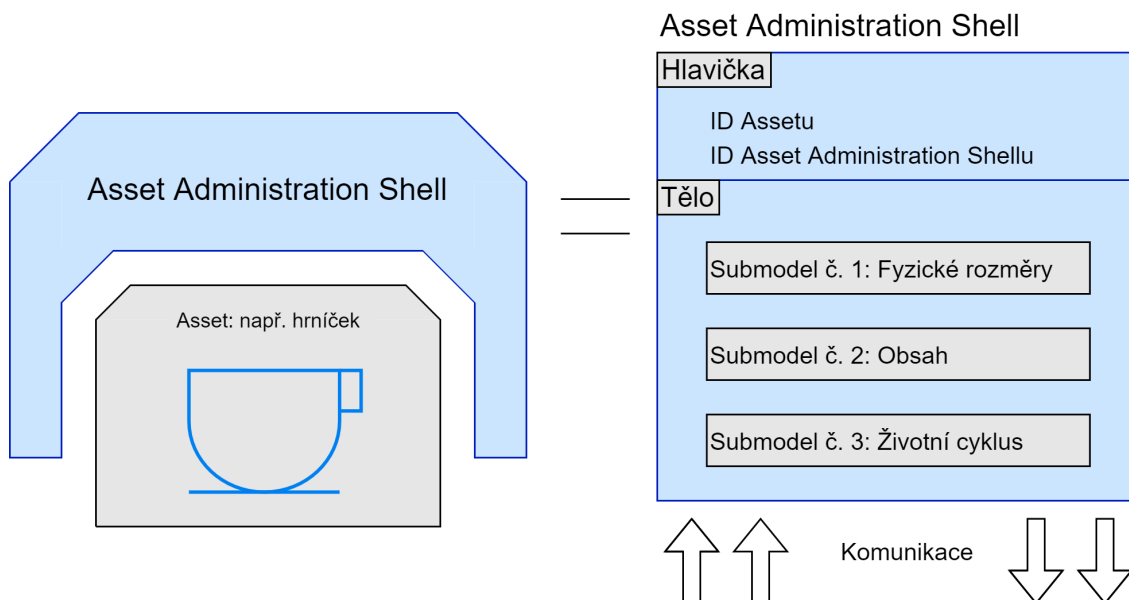 Asset Administration Shell
Asset: např. hrníček
Asset Administration Shell
Hlavička
ID Assetu
ID Asset Administration Shellu
Tělo
Submodel č. 1: Fyzické rozměry
Submodel č. 2: Obsah
Submodel č. 3: Životní cyklus
Komunikace